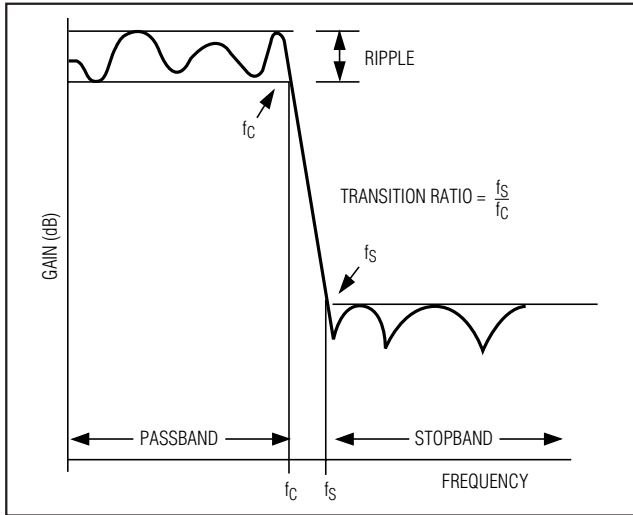 RIPPLE
fC
TRANSITION RATIO = fS/fC
GAIN (dB)
fS
PASSBAND
STOPBAND
fC
fS
FREQUENCY